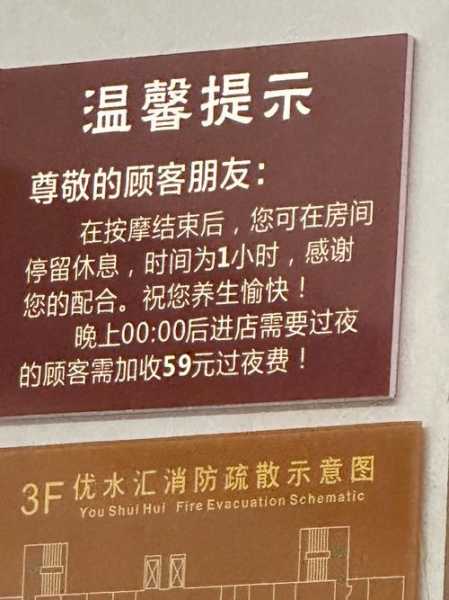 温馨提示
尊敬的顾客朋友：
在按摩结束后，您可在房间
停留休息，时间为1小时，感谢
您的配合。祝您养生愉快！
晚上00:00后进店需要过夜
的顾客需加收59元过夜费！
3F 优水汇消防疏散示意图
You Shui Hui Fire Evacuation Schematic